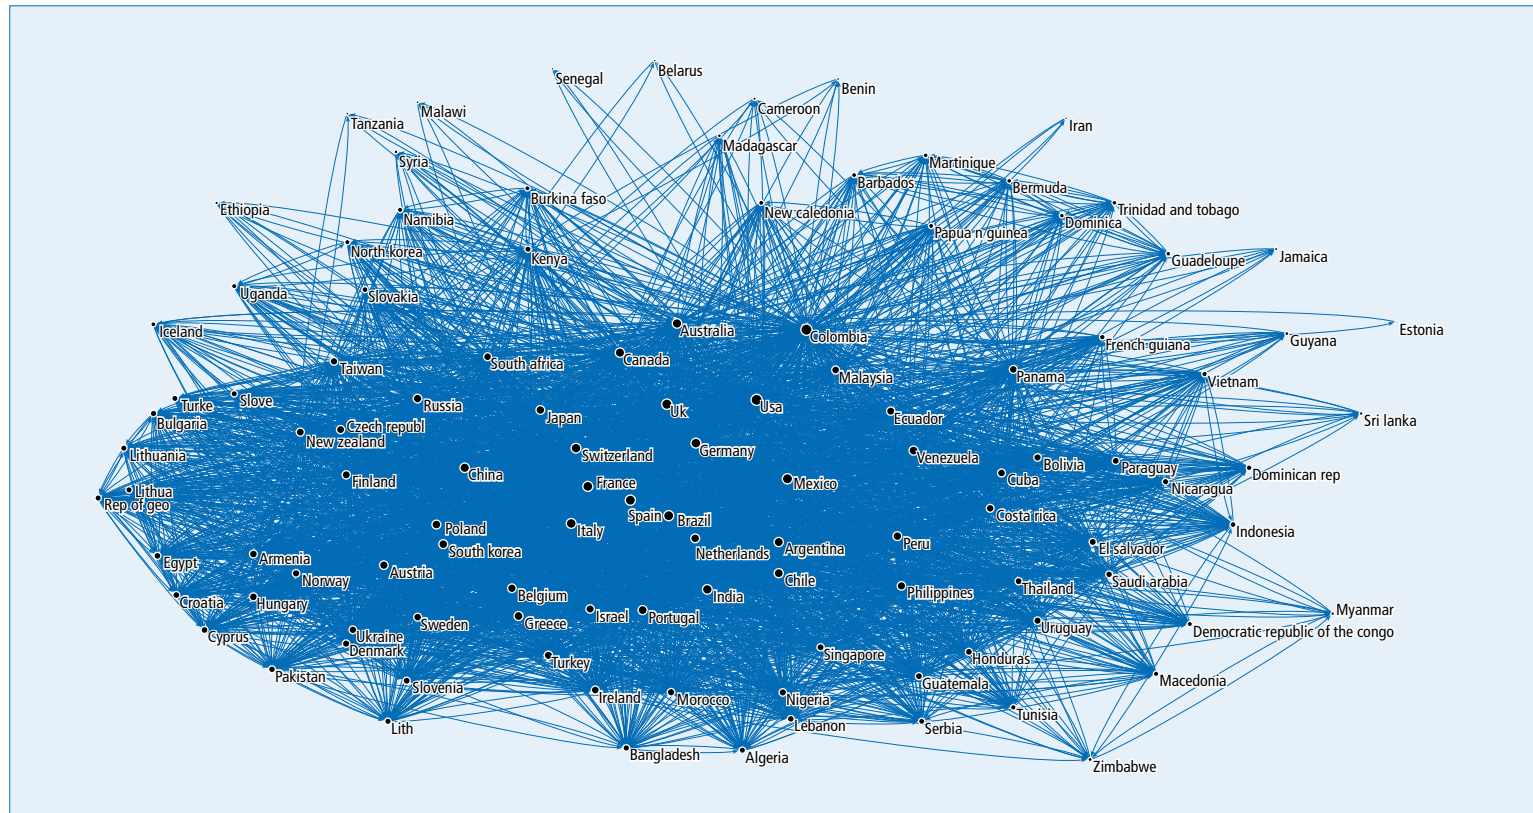 Senegal
Belarus
Benin
Cameroon
Malawi
Tanzania
Iran
Madagascar
Syria
Martinique
Barbados
Bermuda
Burkina faso
Ethiopia
Namibia
New caledonia
Trinidad and tobago
Dominica
Papua n guinea
North korea
Kenya
Guadeloupe
Jamaica
Uganda
Slovakia
Iceland
Australia
Colombia
Estonia
Guyana
French guiana
Taiwan
South africa
Canada
Malaysia
Panama
Vietnam
Turke
Slove
Russia
Japan
Uk
Usa
Ecuador
Sri lanka
Bulgaria
Czech republ
New zealand
Lithuania
Switzerland
Germany
Venezuela
Bolivia
Paraguay
Dominican rep
Finland
China
France
Mexico
Cuba
Nicaragua
Lithua
Rep of geo
Spain
Brazil
Costa rica
Poland
Italy
Indonesia
South korea
Netherlands
Argentina
Peru
El salvador
Egypt
Armenia
Norway
Austria
Chile
Saudi arabia
Croatia
Hungary
Belgium
India
Philippines
Thailand
Myanmar
Cyprus
Ukraine
Denmark
Sweden
Greece
Israel
Portugal
Uruguay
Democratic republic of the congo
Pakistan
Slovenia
Turkey
Singapore
Honduras
Guatemala
Macedonia
Ireland
Morocco
Nigeria
Lith
Lebanon
Serbia
Tunisia
Bangladesh
Algeria
Zimbabwe